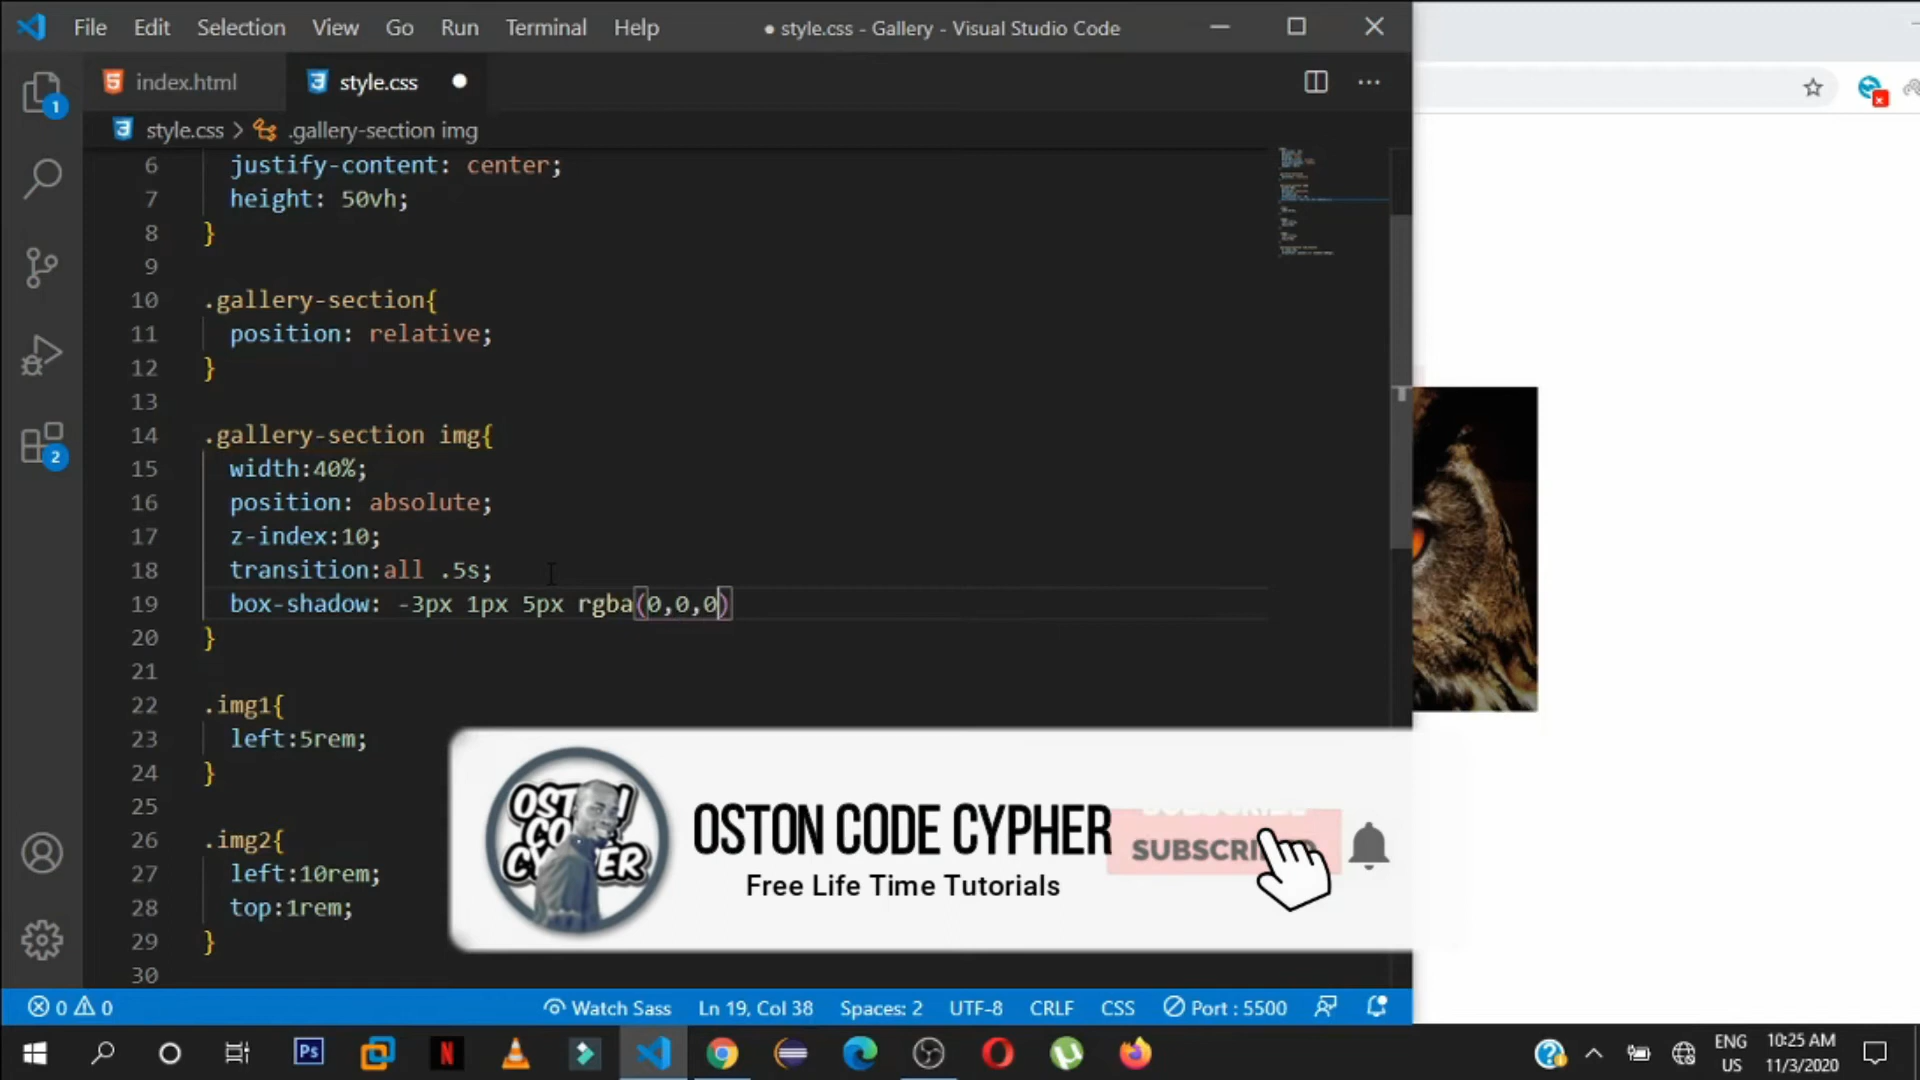 File Edit Selection View Go Run Terminal Help
● style.css - Gallery - Visual Studio Code
index.html
style.css ●
style.css > .gallery-section img
6 justify-content: center;
7 height: 50vh;
8 }
9
10 .gallery-section{
11 position: relative;
12 }
13
14 .gallery-section img{
15 width:40%;
16 position: absolute;
17 z-index:10;
18 transition:all .5s;
19 box-shadow: -3px 1px 5px rgba(0,0,0)
20 }
21
22 .img1{
23 left:5rem;
24 }
25
26 .img2{
27 left:10rem;
28 top:1rem;
29 }
30
1
2
OSTON CODE CYPHER
OSTON CODE CYPHER
Free Life Time Tutorials
0 0 Watch Sass Ln 19, Col 38 Spaces: 2 UTF-8 CRLF CSS Port : 5500
Ps
N
ENG
US
10:25 AM
11/3/2020